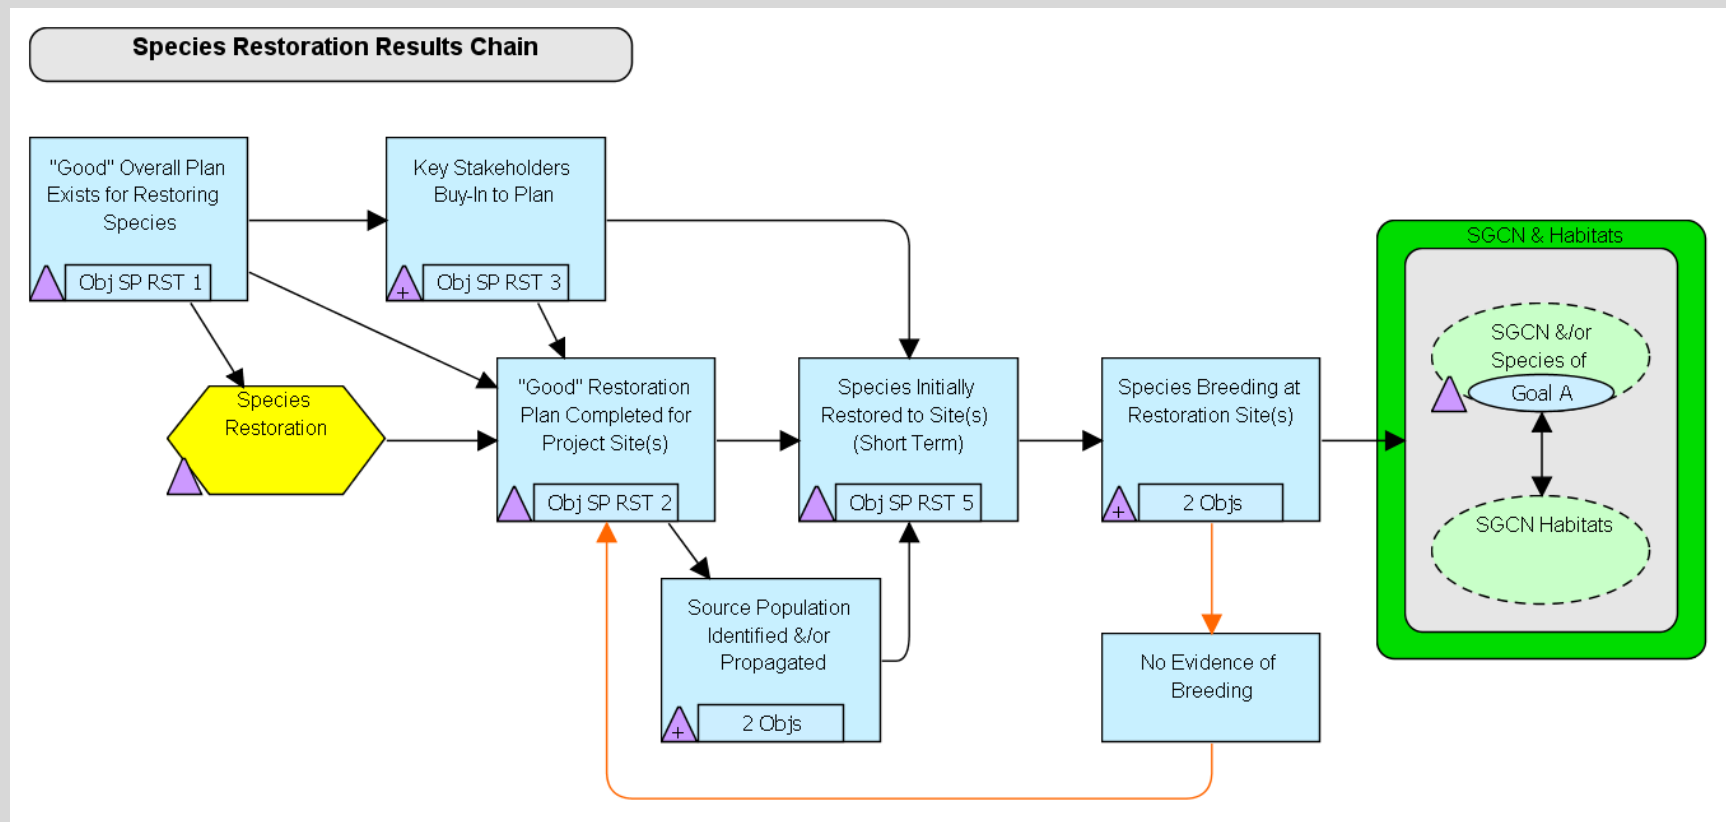 Species Restoration Results Chain
"Good" Overall Plan
Exists for Restoring
Species
Obj SP RST 1
Key Stakeholders
Buy-In to Plan
+
Obj SP RST 3
Species
Restoration
"Good" Restoration
Plan Completed for
Project Site(s)
Obj SP RST 2
Source Population
Identified &/or
Propagated
+
2 Objs
Species Initially
Restored to Site(s)
(Short Term)
Obj SP RST 5
Species Breeding at
Restoration Site(s)
+
2 Objs
No Evidence of
Breeding
SGCN & Habitats
SGCN &/or
Species of
Goal A
SGCN Habitats